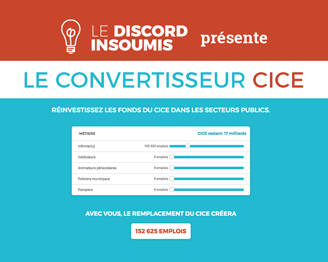 LE DISCORD
INSOUMIS
présente
LE CONVERTISSEUR CICE
RÉINVESTISSEZ LES FONDS DU CICE DANS LES SECTEURS PUBLICS.
MÉTIERS
CICE restant: 17 milliards
Infirmier(s)
152 625 emplois
Instituteurs
0 emplois
Animateurs périscolaires
0 emplois
Policiers municipaux
0 emplois
Pompiers
0 emplois
AVEC VOUS, LE REMPLACEMENT DU CICE CRÉERA
152 625 EMPLOIS